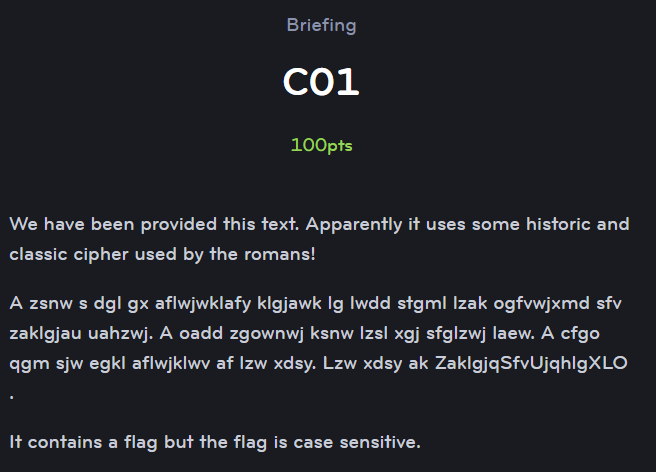 Briefing
C01
100pts
We have been provided this text. Apparently it uses some historic and
classic cipher used by the romans!
A zsnw s dgl gx aflwjwklafy klgjawk lg lwdd stgml lzak ogfvwjxmd sfv
zaklgjau uahzwj. A oadd zgownwj ksnw lzsl xgj sfglzwj laew. A cfgo
qgm sjw egkl aflwjklwv af lzw xdsy. Lzw xdsy ak ZaklgjqSfvUjqhlgXLO
.
It contains a flag but the flag is case sensitive.